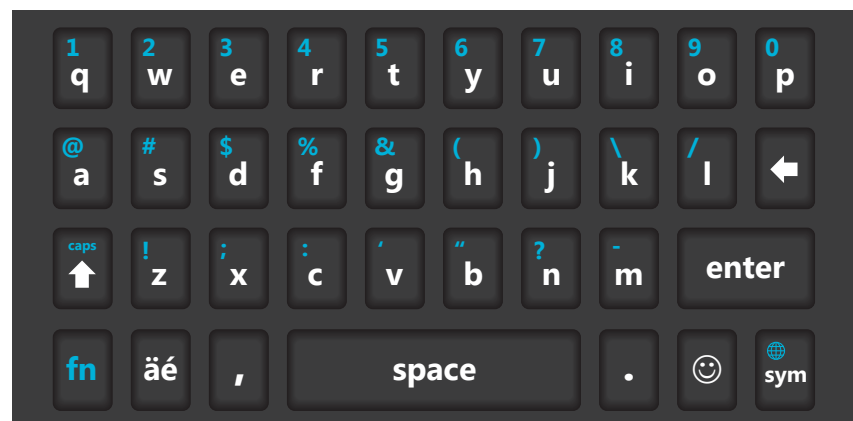 1 2 3 4 5 6 7 8 9 0
q w e r t y u i o p
@ # $ % & ( ) \ /
a s d f g h j k l
caps ! ; : ‘ “ ? -
z x c v b n m enter
fn äé , space . sym